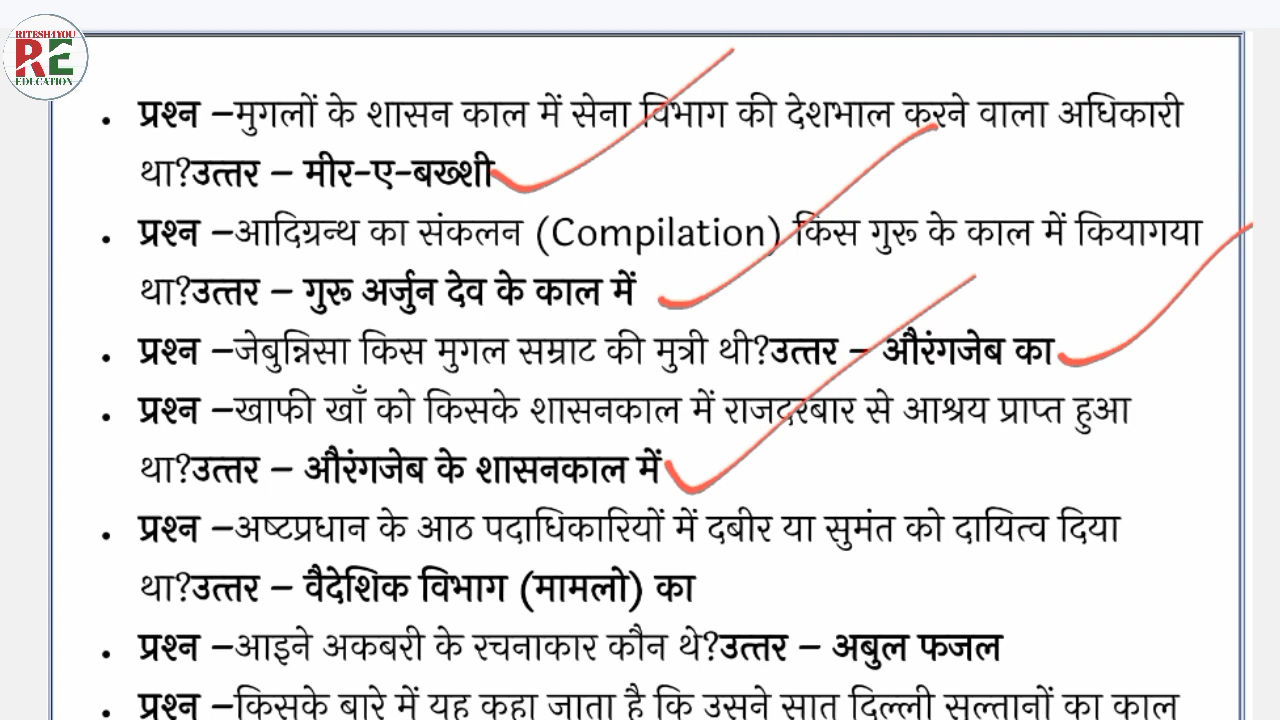 RITESH4YOU
RE
EDUCATION
• प्रश्न –मुगलों के शासन काल में सेना विभाग की देशभाल करने वाला अधिकारी
था?उत्तर – मीर-ए-बख्शी
• प्रश्न –आदिग्रन्थ का संकलन (Compilation) किस गुरू के काल में कियागया
था?उत्तर – गुरू अर्जुन देव के काल में
• प्रश्न –जेबुन्निसा किस मुगल सम्राट की मुत्री थी?उत्तर – औरंगजेब का
• प्रश्न –खाफी खाँ को किसके शासनकाल में राजदरबार से आश्रय प्राप्त हुआ
था?उत्तर – औरंगजेब के शासनकाल में
• प्रश्न –अष्टप्रधान के आठ पदाधिकारियों में दबीर या सुमंत को दायित्व दिया
था?उत्तर – वैदेशिक विभाग (मामलो) का
• प्रश्न –आइने अकबरी के रचनाकार कौन थे?उत्तर – अबुल फजल
• प्रश्न –किसके बारे में यह कहा जाता है कि उसने सात दिल्ली सुल्तानों का काल